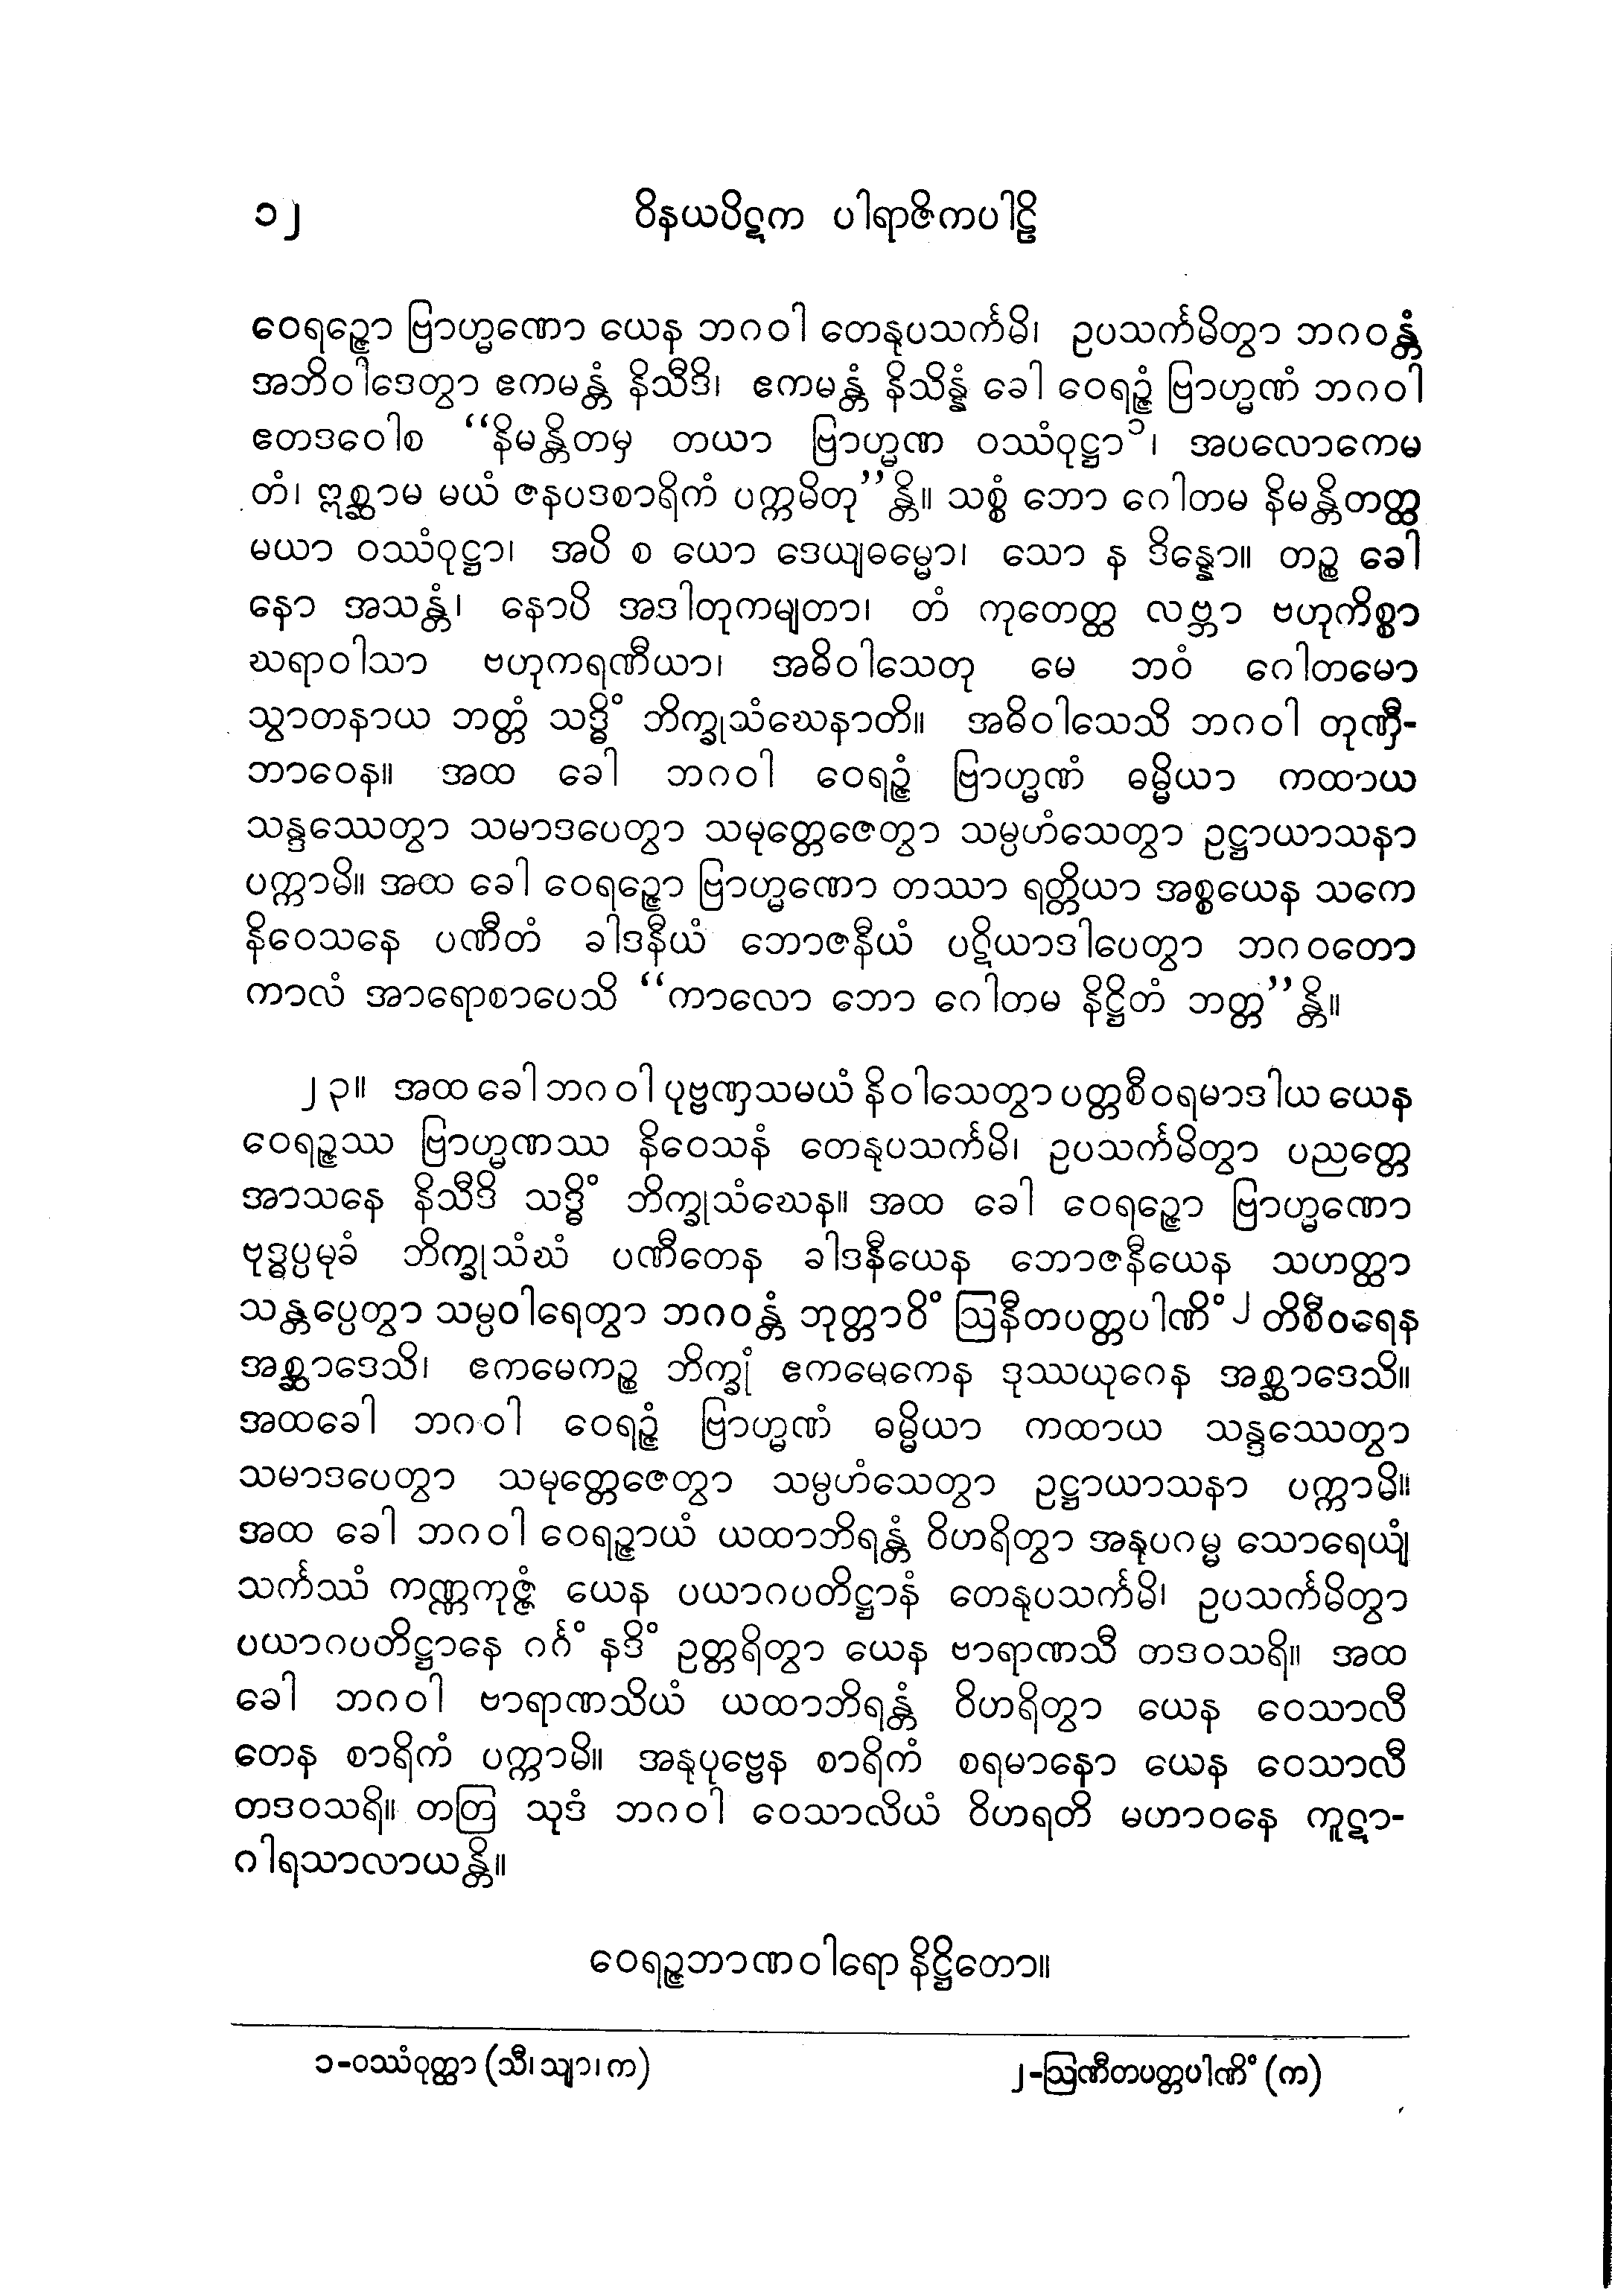 ၁၂ ဝိနယပိဋက ပါရာဇိကပါဠိ
ဝေရဉ္ဇော ဗြာဟ္မဏော ယေန ဘဂဝါ တေနုပသင်္ကမိ၊ ဥပသင်္ကမိတွာ ဘဂဝန္တံ
အဘိဝါဒေတွာ ဧကမန္တံ နိသီဒိ၊ ဧကမန္တံ နိသိန္နံ ခေါ ဝေရဉ္ဇံ ဗြာဟ္မဏံ ဘဂဝါ
ဧတဒဝေါစ “နိမန္တိတမှ တယာ ဗြာဟ္မဏ ဝဿံဝုဋ္ဌာ၁၊ အပလောကေမ
တံ၊ ဣစ္ဆာမ မယံ ဇနပဒစာရိကံ ပက္ကမိတု”န္တိ။ သစ္စံ ဘော ဂေါတမ နိမန္တိတတ္ထ
မယာ ဝဿံဝုဋ္ဌာ၊ အပိ စ ယော ဒေယျဓမ္မော၊ သော န ဒိန္နော။ တဉ္စ ခေါ
နော အသန္တံ၊ နောပိ အဒါတုကမျတာ၊ တံ ကုတေတ္ထ လဗ္ဘာ ဗဟုကိစ္စာ
ဃရာဝါသာ ဗဟုကရဏီယာ၊ အဓိဝါသေတု မေ ဘဝံ ဂေါတမော
သွာတနာယ ဘတ္တံ သဒ္ဓိံ ဘိက္ခုသံဃေနာတိ။ အဓိဝါသေသိ ဘဂဝါ တုဏှီ-
ဘာဝေန။ အထ ခေါ ဘဂဝါ ဝေရဉ္ဇံ ဗြာဟ္မဏံ ဓမ္မိယာ ကထာယ
သန္ဒဿေတွာ သမာဒပေတွာ သမုတ္တေဇေတွာ သမ္ပဟံသေတွာ ဥဋ္ဌာယာသနာ
ပက္ကာမိ။ အထ ခေါ ဝေရဉ္ဇော ဗြာဟ္မဏော တဿာ ရတ္တိယာ အစ္စယေန သကေ
နိဝေသနေ ပဏီတံ ခါဒနီယံ ဘောဇနီယံ ပဋိယာဒါပေတွာ ဘဂဝတော
ကာလံ အာရောစာပေသိ “ကာလော ဘော ဂေါတမ နိဋ္ဌိတံ ဘတ္တ”န္တိ။
၂၃။ အထ ခေါ ဘဂဝါ ပုဗ္ဗဏှသမယံ နိဝါသေတွာ ပတ္တစီဝရမာဒါယ ယေန
ဝေရဉ္ဇဿ ဗြာဟ္မဏဿ နိဝေသနံ တေနုပသင်္ကမိ၊ ဥပသင်္ကမိတွာ ပညတ္တေ
အာသနေ နိသီဒိ သဒ္ဓိံ ဘိက္ခုသံဃေန။ အထ ခေါ ဝေရဉ္ဇော ဗြာဟ္မဏော
ဗုဒ္ဓပ္ပမုခံ ဘိက္ခုသံဃံ ပဏီတေန ခါဒနီယေန ဘောဇနီယေန သဟတ္ထာ
သန္တပ္ပေတွာ သမ္ပဝါရေတွာ ဘဂဝန္တံ ဘုတ္တာဝိံ ဩနီတပတ္တပါဏိံ၂ တိစီဝရေန
အစ္ဆာဒေသိ၊ ဧကမေကဉ္စ ဘိက္ခုံ ဧကမေကေန ဒုဿယုဂေန အစ္ဆာဒေသိ။
အထခေါ ဘဂဝါ ဝေရဉ္ဇံ ဗြာဟ္မဏံ ဓမ္မိယာ ကထာယ သန္ဒဿေတွာ
သမာဒပေတွာ သမုတ္တေဇေတွာ သမ္ပဟံသေတွာ ဥဋ္ဌာယာသနာ ပက္ကာမိ။
အထ ခေါ ဘဂဝါ ဝေရဉ္ဇာယံ ယထာဘိရန္တံ ဝိဟရိတွာ အနုပဂမ္မ သောရေယျံ
သင်္ကဿံ ကဏ္ဏကုဇ္ဇံ ယေန ပယာဂပတိဋ္ဌာနံ တေနုပသင်္ကမိ၊ ဥပသင်္ကမိတွာ
ပယာဂပတိဋ္ဌာနေ ဂင်္ဂံ နဒိံ ဥတ္တရိတွာ ယေန ဗာရာဏသီ တဒဝသရိ။ အထ
ခေါ ဘဂဝါ ဗာရာဏသိယံ ယထာဘိရန္တံ ဝိဟရိတွာ ယေန ဝေသာလီ
တေန စာရိကံ ပက္ကာမိ။ အနုပုဗ္ဗေန စာရိကံ စရမာနော ယေန ဝေသာလီ
တဒဝသရိ။ တတြ သုဒံ ဘဂဝါ ဝေသာလိယံ ဝိဟရတိ မဟာဝနေ ကူဋာ-
ဂါရသာလာယန္တိ။
ဝေရဉ္ဇဘာဏဝါရော နိဋ္ဌိတော။
၁-ဝဿံဝုတ္ထာ (သီ၊ သျာ၊ က) ၂-ဩဏီတပတ္တပါဏိံ (က)